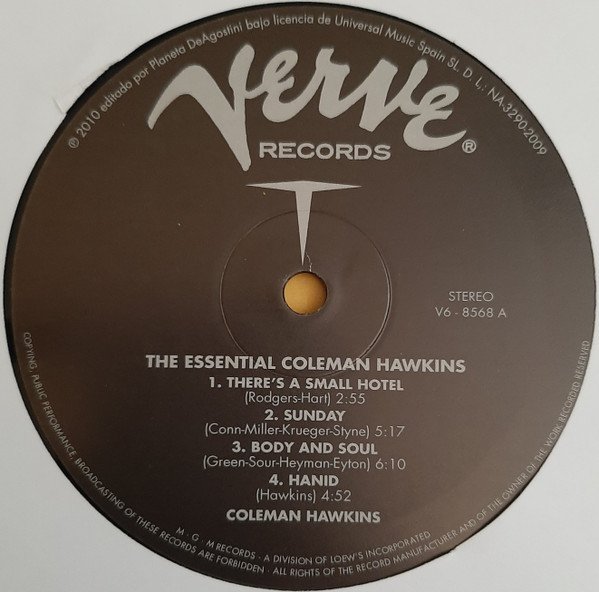 ℗ 2010 editado por Planeta DeAgostini bajo licencia de Universal Music Spain SL. D. L,: NA-3290-2009
Verve ®
RECORDS
STEREO
V6 - 8568 A
THE ESSENTIAL COLEMAN HAWKINS
1. THERE'S A SMALL HOTEL
(Rodgers-Hart) 2:55
2. SUNDAY
(Conn-Miller-Krueger-Styne) 5:17
3. BODY AND SOUL
(Green-Sour-Heyman-Eyton) 6:10
4. HANID
(Hawkins) 4:52
COLEMAN HAWKINS
M - G - M RECORDS - A DIVISION OF LOEW'S INCORPORATED
COPYING, PUBLIC PERFORMANCE, BROADCASTING OF THESE RECORDS ARE FORBIDDEN - ALL RIGHTS OF THE RECORD MANUFACTURER AND OF THE OWNER OF THE WORK RECORDED RESERVED